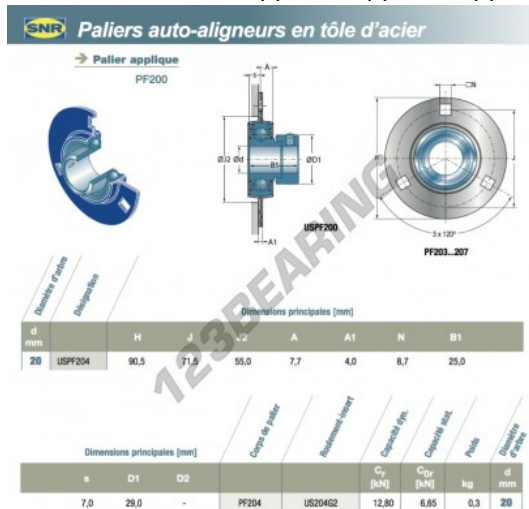 SNR Paliers auto-aligneurs en tôle d'acier
Palier applique
PF200
A
s
□N
ØJ2
Ød
B1
ØD1
H
J
USPF200
A1
3 x 120°
PF203...207
123BEARING
Diamètre d'arbre
Désignation
Dimensions principales [mm]
d mm H J J2 A A1 N B1
20 USPF204 90,5 71,5 55,0 7,7 4,0 8,7 25,0
Dimensions principales [mm]
Corps de palier
Roulement-insert
Capacité dyn.
Capacité stat.
Poids
Diamètre d'arbre
s D1 D2 Cr [kN] C0r [kN] kg d mm
7,0 29,0 - PF204 US204G2 12,80 6,65 0,3 20